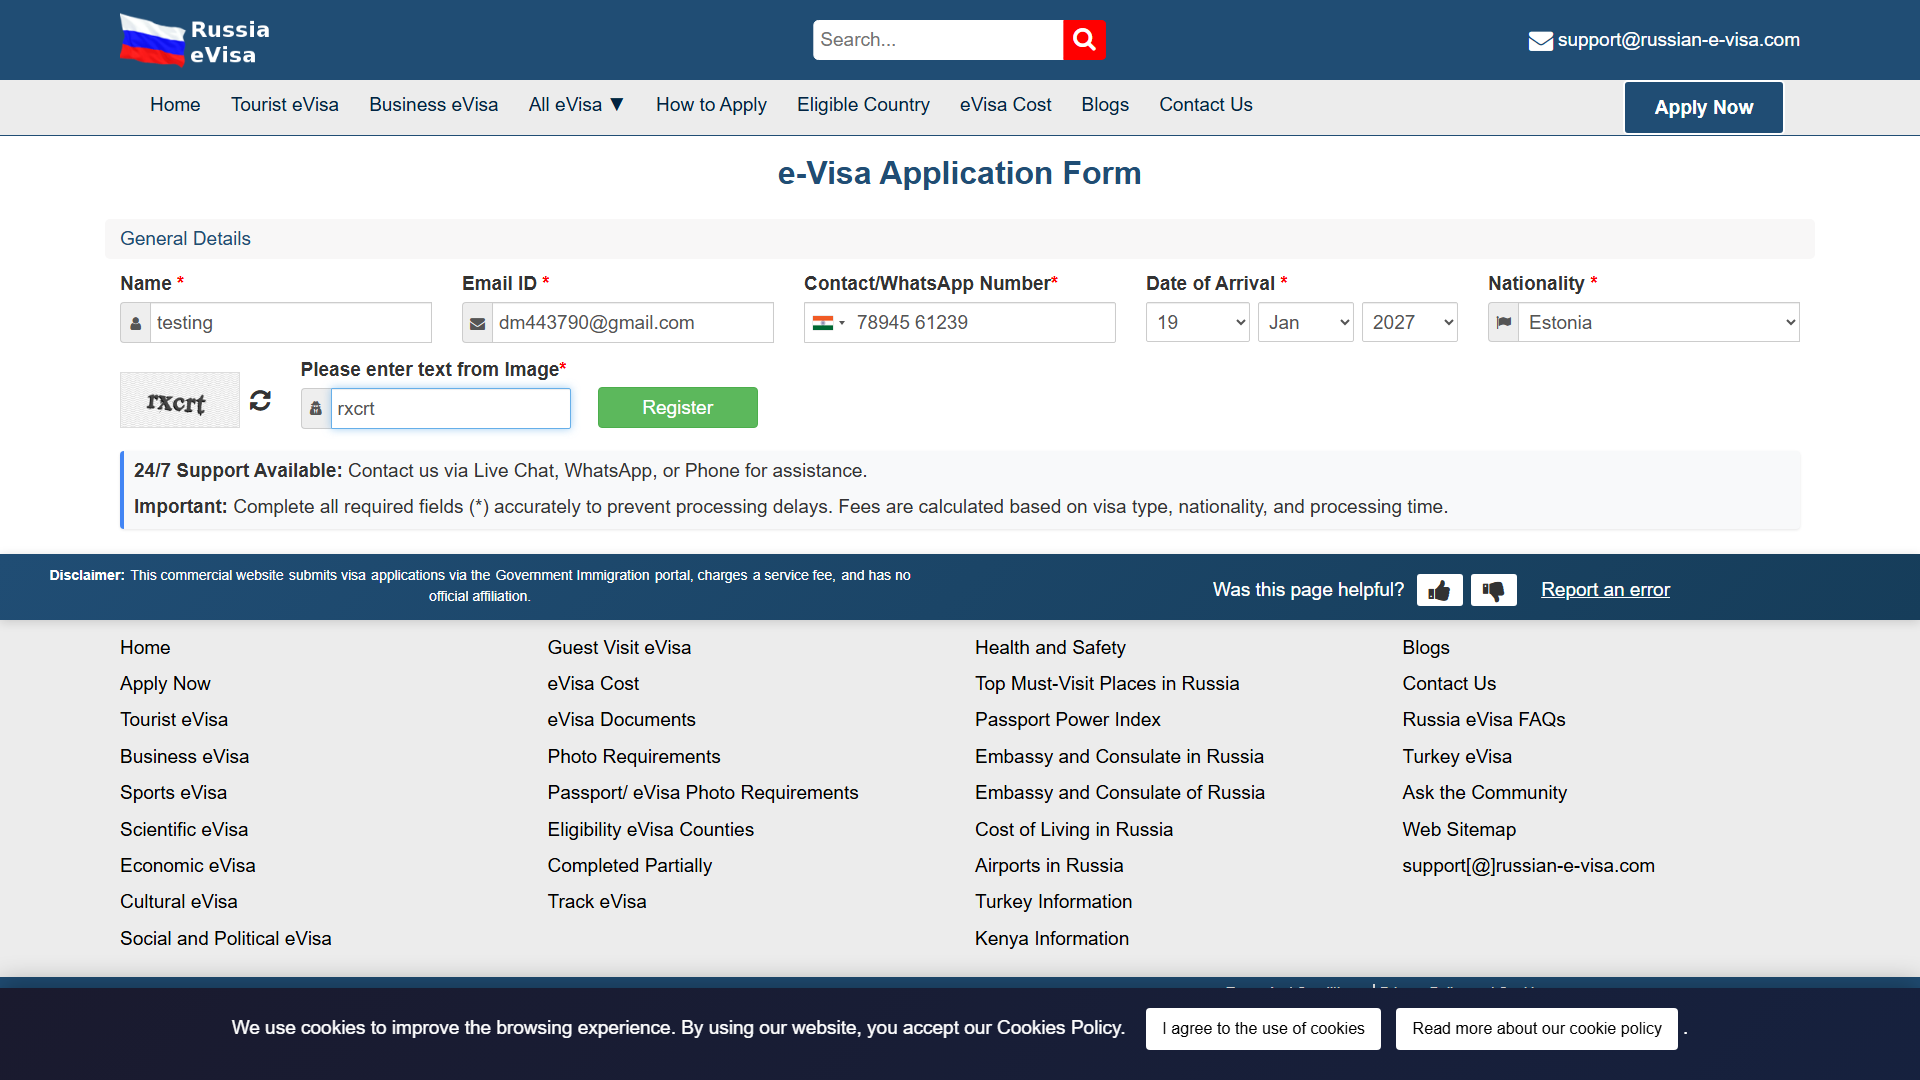 Russia
eVisa
Search...
support@russian-e-visa.com
Home
Tourist eVisa
Business eVisa
All eVisa ▼
How to Apply
Eligible Country
eVisa Cost
Blogs
Contact Us
Apply Now
e-Visa Application Form
General Details
Name *
Email ID *
Contact/WhatsApp Number*
Date of Arrival *
Nationality *
testing
dm443790@gmail.com
78945 61239
19
Jan
2027
Estonia
Please enter text from Image*
rxcrt
rxcrt
Register
24/7 Support Available: Contact us via Live Chat, WhatsApp, or Phone for assistance.
Important: Complete all required fields (*) accurately to prevent processing delays. Fees are calculated based on visa type, nationality, and processing time.
Disclaimer: This commercial website submits visa applications via the Government Immigration portal, charges a service fee, and has no
official affiliation.
Was this page helpful?
Report an error
Home
Apply Now
Tourist eVisa
Business eVisa
Sports eVisa
Scientific eVisa
Economic eVisa
Cultural eVisa
Social and Political eVisa
Guest Visit eVisa
eVisa Cost
eVisa Documents
Photo Requirements
Passport/ eVisa Photo Requirements
Eligibility eVisa Counties
Completed Partially
Track eVisa
Health and Safety
Top Must-Visit Places in Russia
Passport Power Index
Embassy and Consulate in Russia
Embassy and Consulate of Russia
Cost of Living in Russia
Airports in Russia
Turkey Information
Kenya Information
Blogs
Contact Us
Russia eVisa FAQs
Turkey eVisa
Ask the Community
Web Sitemap
support[@]russian-e-visa.com
We use cookies to improve the browsing experience. By using our website, you accept our Cookies Policy.
I agree to the use of cookies
Read more about our cookie policy
.